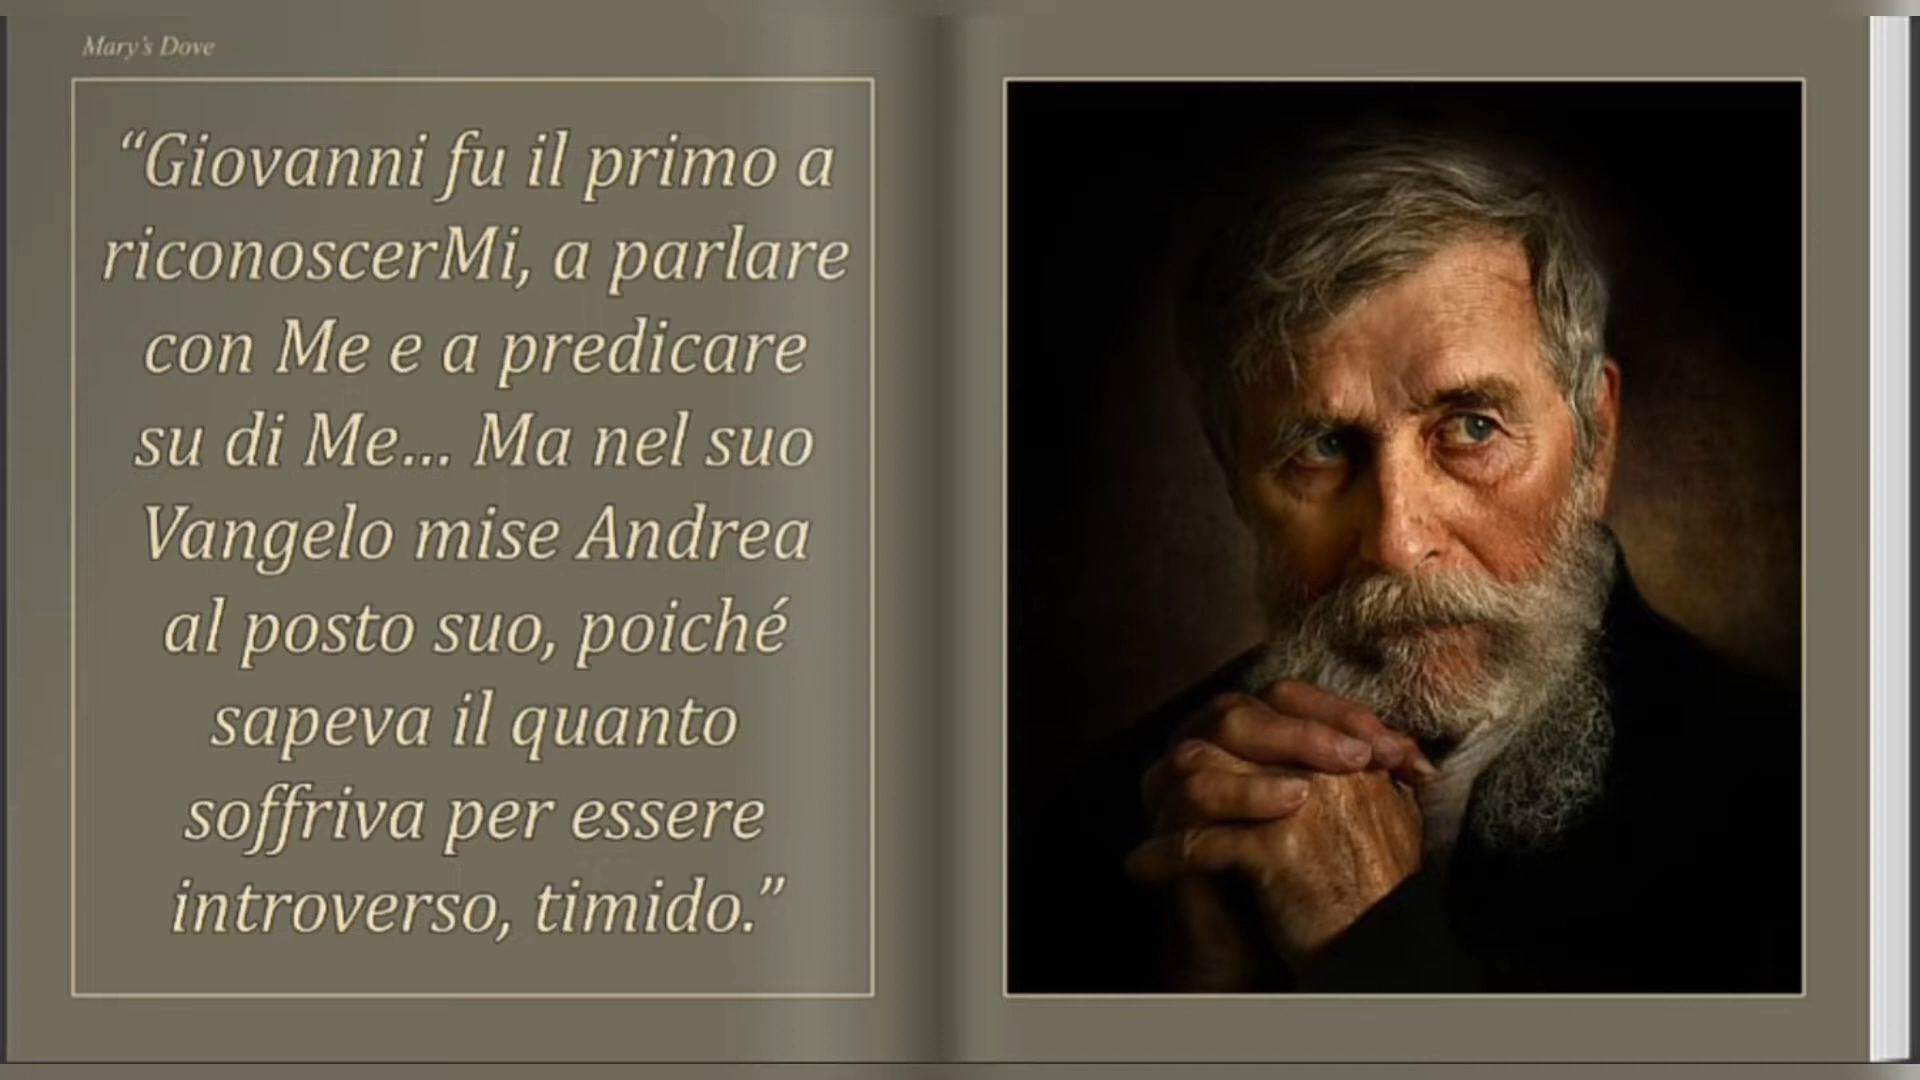 Mary's Dove
“Giovanni fu il primo a
riconoscerMi, a parlare
con Me e a predicare
su di Me... Ma nel suo
Vangelo mise Andrea
al posto suo, poiché
sapeva il quanto
soffriva per essere
introverso, timido.”